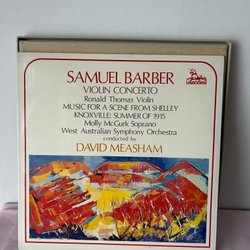 SAMUEL BARBER
UNICORN
VIOLIN CONCERTO
Ronald Thomas Violin
MUSIC FOR A SCENE FROM SHELLEY
KNOXVILLE: SUMMER OF 1915
Molly McGurk Soprano
West Australian Symphony Orchestra
conducted by
DAVID MEASHAM